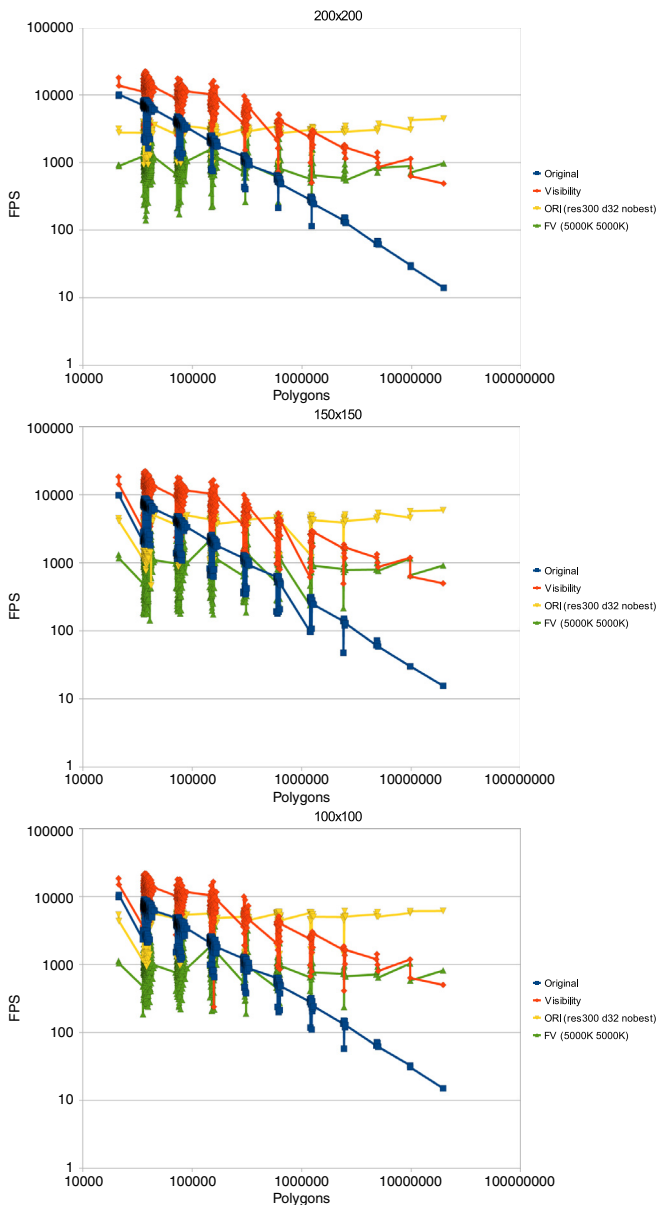 200x200
100000
10000
1000
100
10
1
FPS
10000
100000
1000000
10000000
100000000
Polygons
Original
Visibility
ORI (res300 d32 nobest)
FV (5000K 5000K)
150x150
100000
10000
1000
100
10
1
FPS
10000
100000
1000000
10000000
100000000
Polygons
Original
Visibility
ORI (res300 d32 nobest)
FV (5000K 5000K)
100x100
100000
10000
1000
100
10
1
FPS
10000
100000
1000000
10000000
100000000
Polygons
Original
Visibility
ORI (res300 d32 nobest)
FV (5000K 5000K)